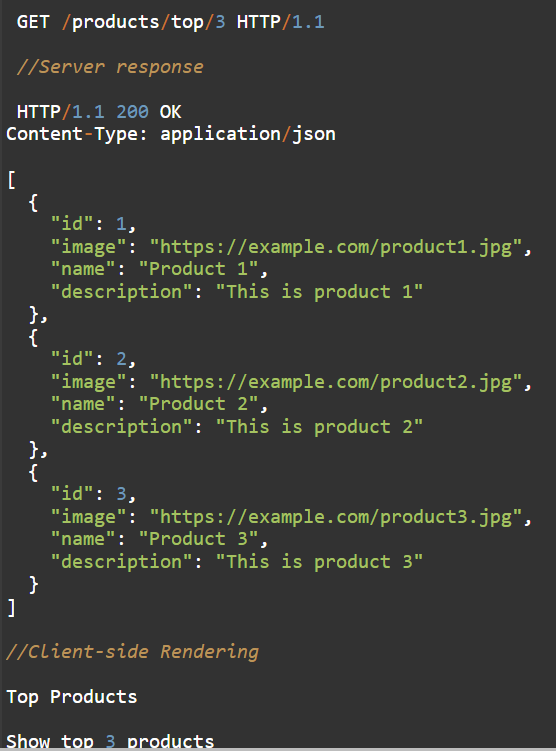 GET /products/top/3 HTTP/1.1
//Server response
HTTP/1.1 200 OK
Content-Type: application/json
[
{
"id": 1,
"image": "https://example.com/product1.jpg",
"name": "Product 1",
"description": "This is product 1"
},
{
"id": 2,
"image": "https://example.com/product2.jpg",
"name": "Product 2",
"description": "This is product 2"
},
{
"id": 3,
"image": "https://example.com/product3.jpg",
"name": "Product 3",
"description": "This is product 3"
}
]
//Client-side Rendering
Top Products
Show top 3 products